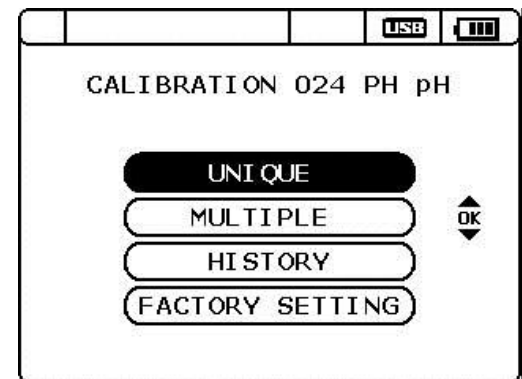 USB
CALIBRATION 024 PH pH
UNIQUE
MULTIPLE
OK
HISTORY
FACTORY SETTING